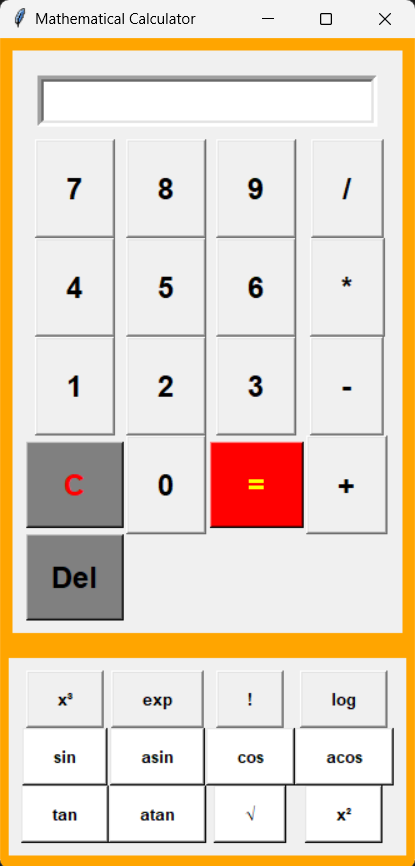 Mathematical Calculator
7 8 9 /
4 5 6 *
1 2 3 -
C 0 = +
Del
x³ exp ! log
sin asin cos acos
tan atan √ x²